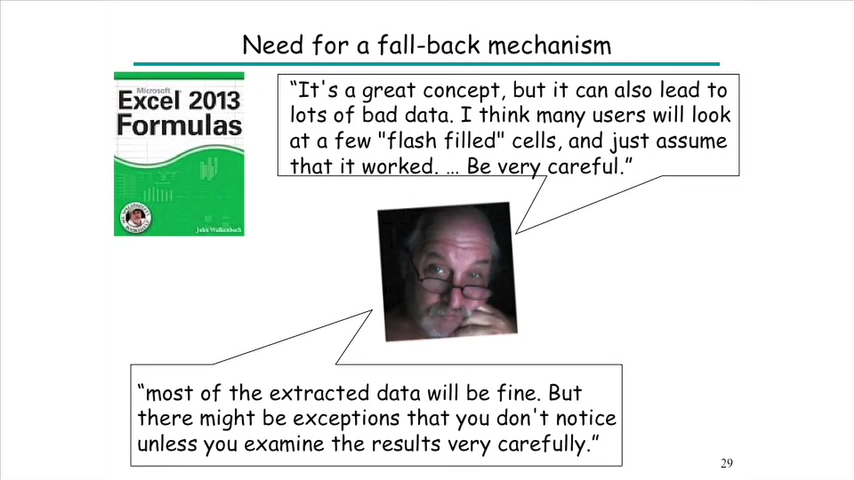 Need for a fall-back mechanism
Microsoft
Excel 2013
Formulas
John Walkenbach
“It's a great concept, but it can also lead to
lots of bad data. I think many users will look
at a few "flash filled" cells, and just assume
that it worked. … Be very careful.”
“most of the extracted data will be fine. But
there might be exceptions that you don't notice
unless you examine the results very carefully.”
29